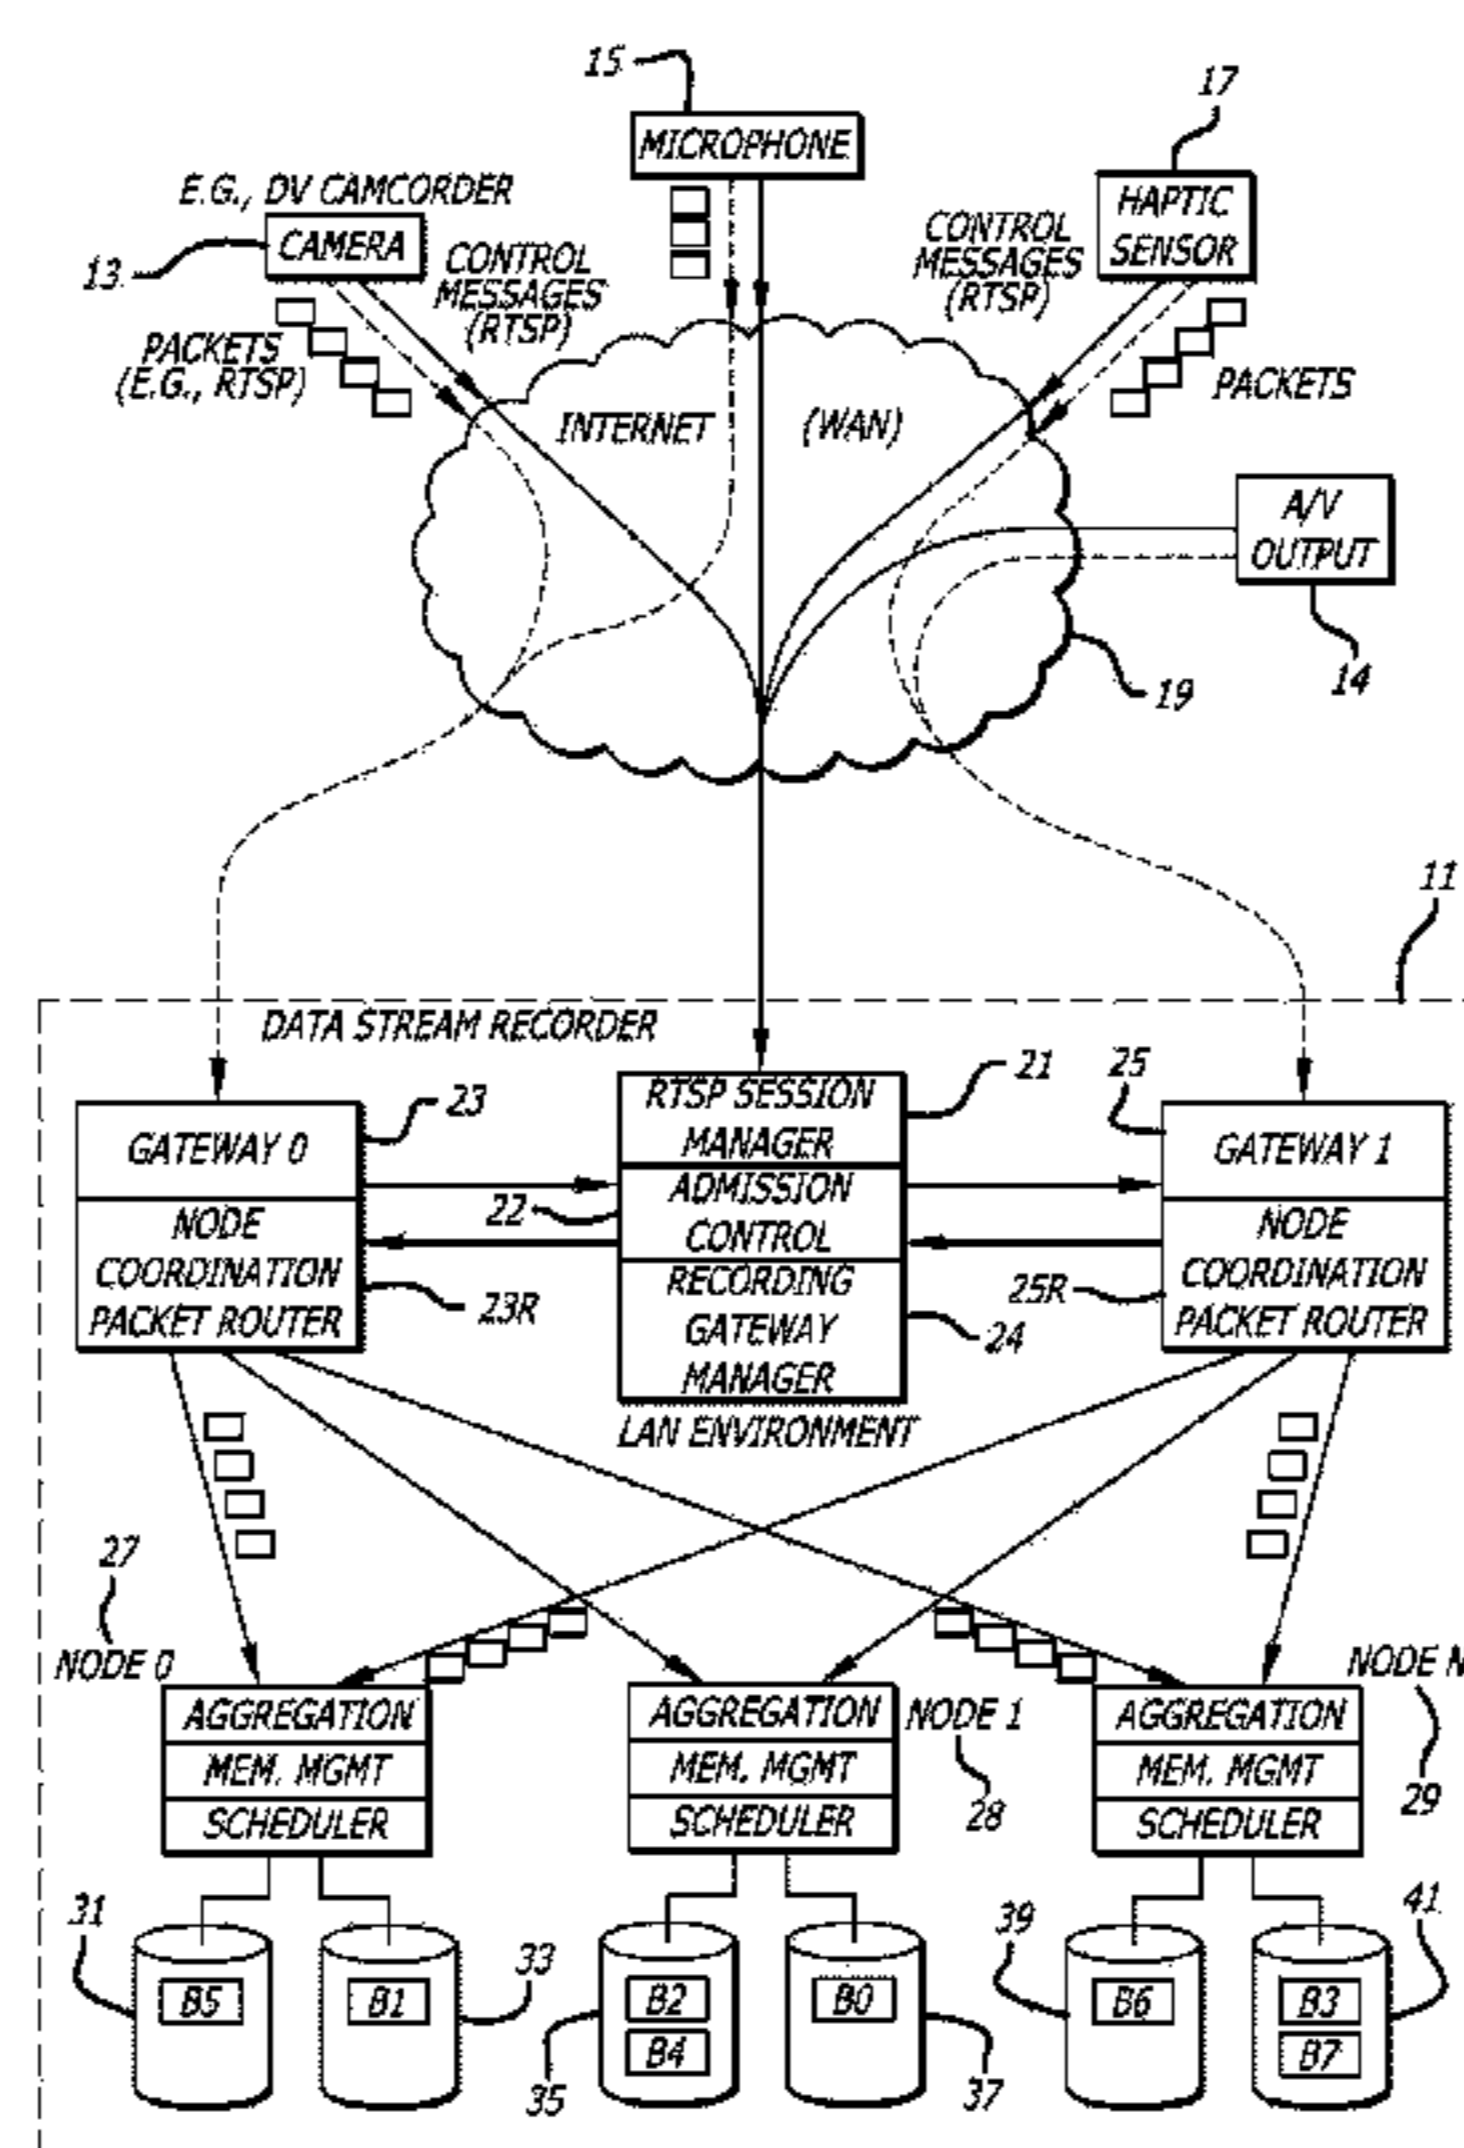 15
MICROPHONE
17
HAPTIC
SENSOR
E.G., DV CAMCORDER
CAMERA
13
CONTROL
MESSAGES
(RTSP)
CONTROL
MESSAGES
(RTSP)
PACKETS
(E.G., RTSP)
PACKETS
INTERNET
(WAN)
A/V
OUTPUT
14
19
11
DATA STREAM RECORDER
23
GATEWAY 0
NODE
COORDINATION
PACKET ROUTER
23R
RTSP SESSION
MANAGER
21
22
ADMISSION
CONTROL
RECORDING
GATEWAY
MANAGER
24
LAN ENVIRONMENT
25
GATEWAY 1
NODE
COORDINATION
PACKET ROUTER
25R
27
NODE 0
AGGREGATION
MEM. MGMT
SCHEDULER
AGGREGATION
MEM. MGMT
SCHEDULER
NODE 1
28
AGGREGATION
MEM. MGMT
SCHEDULER
NODE N
29
31
B5
B1
33
35
B2
B4
B0
37
39
B6
B3
B7
41